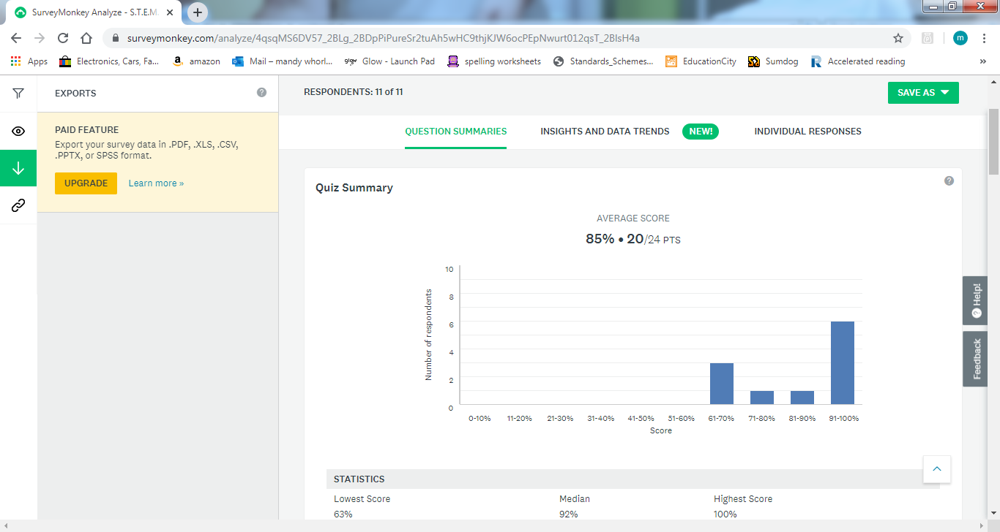 SurveyMonkey Analyze - S.T.E.M.
surveymonkey.com/analyze/4qsqMS6DV57_2BLg_2BDpPiPureSr2tuAh5wHC9thjKJW6ocPEpNwurt012qsT_2BIsH4a
m
Apps Electronics, Cars, Fa... amazon Mail – mandy whorl... Glow - Launch Pad spelling worksheets Standards_Schemes... EducationCity Sumdog Accelerated reading »
EXPORTS
PAID FEATURE
Export your survey data in .PDF, .XLS, .CSV,
.PPTX, or SPSS format.
UPGRADE Learn more »
RESPONDENTS: 11 of 11
SAVE AS
QUESTION SUMMARIES INSIGHTS AND DATA TRENDS NEW! INDIVIDUAL RESPONSES
Quiz Summary
AVERAGE SCORE
85% • 20/24 PTS
Number of respondents
10
8
6
4
2
0
0-10% 11-20% 21-30% 31-40% 41-50% 51-60% 61-70% 71-80% 81-90% 91-100%
Score
STATISTICS
Lowest Score Median Highest Score
63% 92% 100%
Help!
Feedback